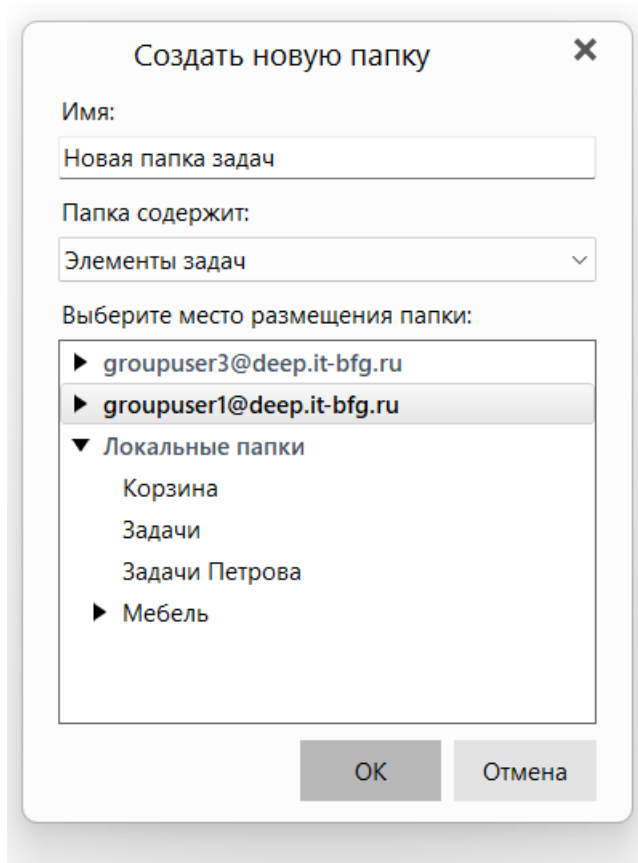 Создать новую папку
Имя:
Новая папка задач
Папка содержит:
Элементы задач
Выберите место размещения папки:
groupuser3@deep.it-bfg.ru
groupuser1@deep.it-bfg.ru
Локальные папки
Корзина
Задачи
Задачи Петрова
Мебель
ОК Отмена